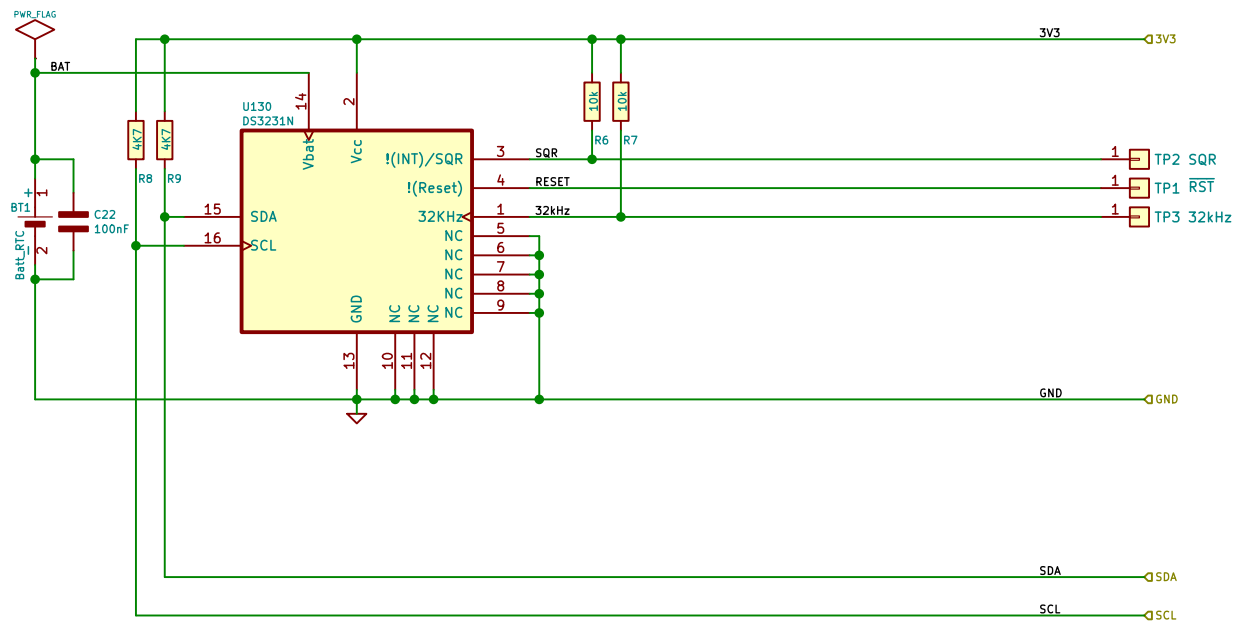 PWR_FLAG
3V3
3V3
BAT
14
2
U130
DS3231N
10k
10k
4K7
4K7
R6
R7
Vbat
Vcc
!(INT)/SQR
3
SQR
1
TP2 SQR
R8
R9
!(Reset)
4
RESET
1
TP1 RST
+
1
BT1
C22
100nF
15
SDA
32KHz
1
32kHz
1
TP3 32kHz
16
SCL
NC
5
NC
6
NC
7
NC
8
NC
9
2
Batt_RTC
GND
NC
NC
NC
13
10
11
12
GND
GND
SDA
SDA
SCL
SCL